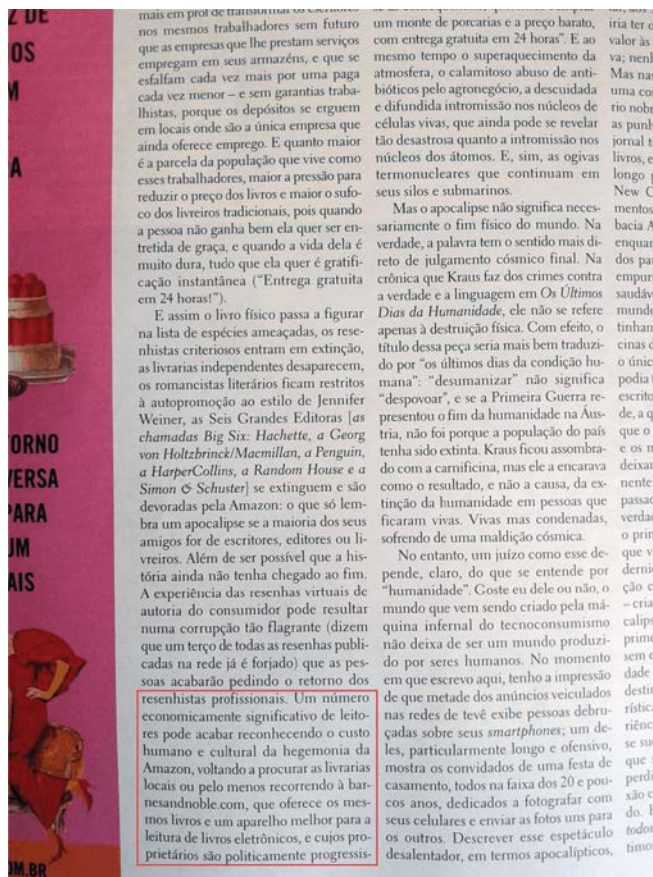 Z DE
OS
M
A
ORNO
VERSA
PARA
UM
AIS
OM.BR
mais em prol de transformar os escritores
nos mesmos trabalhadores sem futuro
que as empresas que lhe prestam serviços
empregam em seus armazéns, e que se
esfalfam cada vez mais por uma paga
cada vez menor – e sem garantias traba-
lhistas, porque os depósitos se erguem
em locais onde são a única empresa que
ainda oferece emprego. E quanto maior
é a parcela da população que vive como
esses trabalhadores, maior a pressão para
reduzir o preço dos livros e maior o sufo-
co dos livreiros tradicionais, pois quando
a pessoa não ganha bem ela quer ser en-
tretida de graça, e quando a vida dela é
muito dura, tudo que ela quer é gratifi-
cação instantânea ("Entrega gratuita
em 24 horas!").
E assim o livro físico passa a figurar
na lista de espécies ameaçadas, os rese-
nhistas criteriosos entram em extinção,
as livrarias independentes desaparecem,
os romancistas literários ficam restritos
à autopromoção ao estilo de Jennifer
Weiner, as Seis Grandes Editoras [as
chamadas Big Six: Hachette, a Georg
von Holtzbrinck/Macmillan, a Penguin,
a HarperCollins, a Random House e a
Simon & Schuster] se extinguem e são
devoradas pela Amazon: o que só lem-
bra um apocalipse se a maioria dos seus
amigos for de escritores, editores ou li-
vreiros. Além de ser possível que a his-
tória ainda não tenha chegado ao fim.
A experiência das resenhas virtuais de
autoria do consumidor pode resultar
numa corrupção tão flagrante (dizem
que um terço de todas as resenhas publi-
cadas na rede já é forjado) que as pes-
soas acabarão pedindo o retorno dos
resenhistas profissionais. Um número
economicamente significativo de leito-
res pode acabar reconhecendo o custo
humano e cultural da hegemonia da
Amazon, voltando a procurar as livrarias
locais ou pelo menos recorrendo à bar-
nesandnoble.com, que oferece os mes-
mos livros e um aparelho melhor para a
leitura de livros eletrônicos, e cujos pro-
prietários são politicamente progressis-
um monte de porcarias e a preço barato,
com entrega gratuita em 24 horas". E ao
mesmo tempo o superaquecimento da
atmosfera, o calamitoso abuso de anti-
bióticos pelo agronegócio, a descuidada
e difundida intromissão nos núcleos de
células vivas, que ainda pode se revelar
tão desastrosa quanto a intromissão nos
núcleos dos átomos. E, sim, as ogivas
termonucleares que continuam em
seus silos e submarinos.
Mas o apocalipse não significa neces-
sariamente o fim físico do mundo. Na
verdade, a palavra tem o sentido mais di-
reto de julgamento cósmico final. Na
crônica que Kraus faz dos crimes contra
a verdade e a linguagem em Os Últimos
Dias da Humanidade, ele não se refere
apenas à destruição física. Com efeito, o
título dessa peça seria mais bem traduzi-
do por "os últimos dias da condição hu-
mana": "desumanizar" não significa
"despovoar", e se a Primeira Guerra re-
presentou o fim da humanidade na Áus-
tria, não foi porque a população do país
tenha sido extinta. Kraus ficou assombra-
do com a carnificina, mas ele a encarava
como o resultado, e não a causa, da ex-
tinção da humanidade em pessoas que
ficaram vivas. Vivas mas condenadas,
sofrendo de uma maldição cósmica.
No entanto, um juízo como esse de-
pende, claro, do que se entende por
"humanidade". Goste eu dele ou não, o
mundo que vem sendo criado pela má-
quina infernal do tecnoconsumismo
não deixa de ser um mundo produzi-
do por seres humanos. No momento
em que escrevo aqui, tenho a impressão
de que metade dos anúncios veiculados
nas redes de tevê exibe pessoas debru-
çadas sobre seus smartphones; um de-
les, particularmente longo e ofensivo,
mostra os convidados de uma festa de
casamento, todos na faixa dos 20 e pou-
cos anos, dedicados a fotografar com
seus celulares e enviar as fotos uns para
os outros. Descrever esse espetáculo
desalentador, em termos apocalípticos,